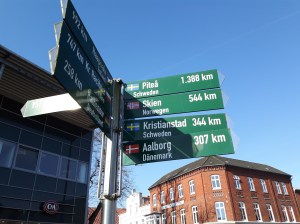 Piteå 1.388 km
Schweden
Skien 544 km
Norwegen
Kristianstad 344 km
Schweden
Aalborg 307 km
Dänemark